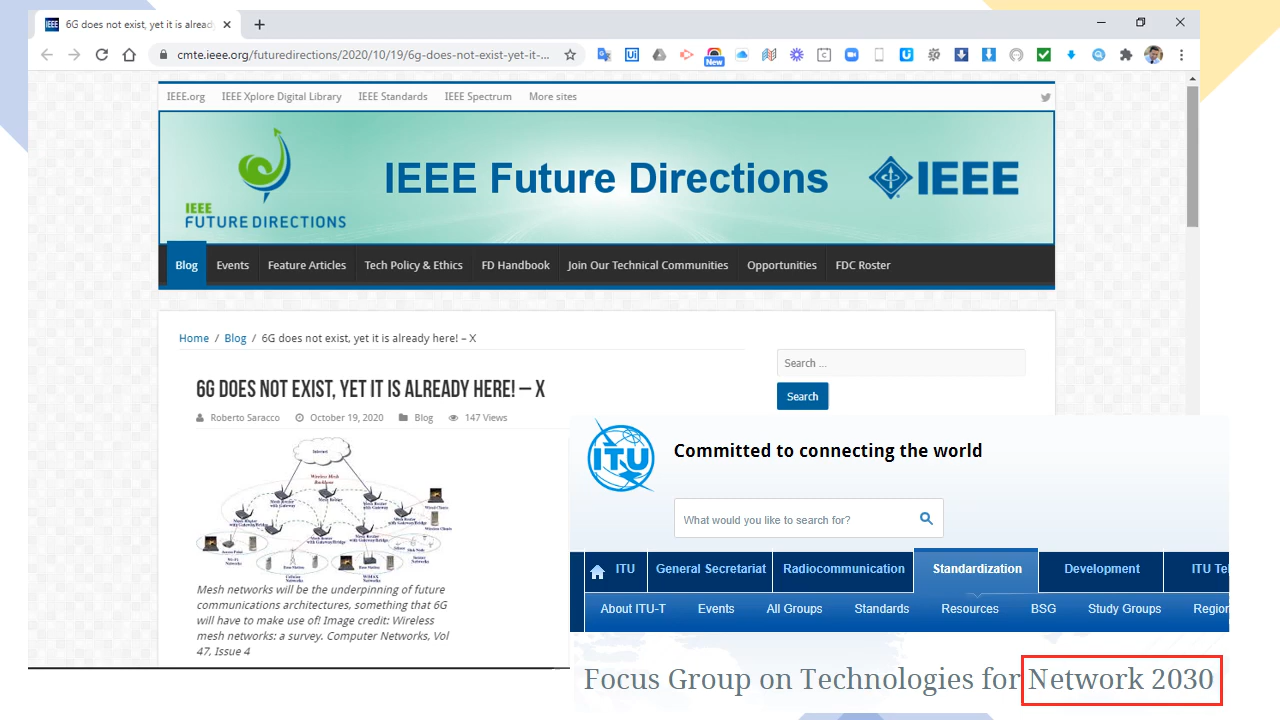 6G does not exist, yet it is alread
cmte.ieee.org/futuredirections/2020/10/19/6g-does-not-exist-yet-it-...
New
IEEE.org IEEE Xplore Digital Library IEEE Standards IEEE Spectrum More sites
IEEE
FUTURE DIRECTIONS
IEEE Future Directions
IEEE
Blog Events Feature Articles Tech Policy & Ethics FD Handbook Join Our Technical Communities Opportunities FDC Roster
Home / Blog / 6G does not exist, yet it is already here! – X
Search ...
Search
6G DOES NOT EXIST, YET IT IS ALREADY HERE! – X
Roberto Saracco October 19, 2020 Blog 147 Views
Internet
Wireless Mesh
Backbone
Mesh networks will be the underpinning of future
communications architectures, something that 6G
will have to make use of! Image credit: Wireless
mesh networks: a survey. Computer Networks, Vol
47, Issue 4
ITU
Committed to connecting the world
What would you like to search for?
ITU General Secretariat Radiocommunication Standardization Development ITU Tel
About ITU-T Events All Groups Standards Resources BSG Study Groups Region
Focus Group on Technologies for Network 2030